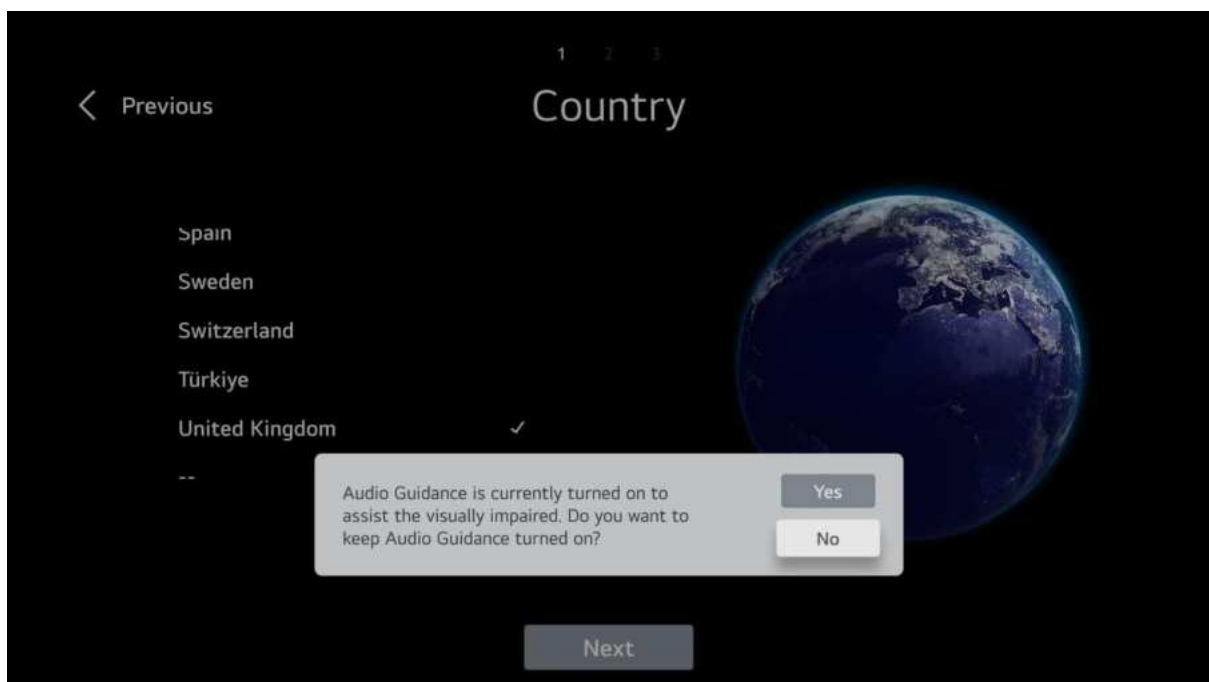 1 2 3
Previous
Country
Spain
Sweden
Switzerland
Türkiye
United Kingdom
--
Audio Guidance is currently turned on to
assist the visually impaired. Do you want to
keep Audio Guidance turned on?
Yes
No
Next